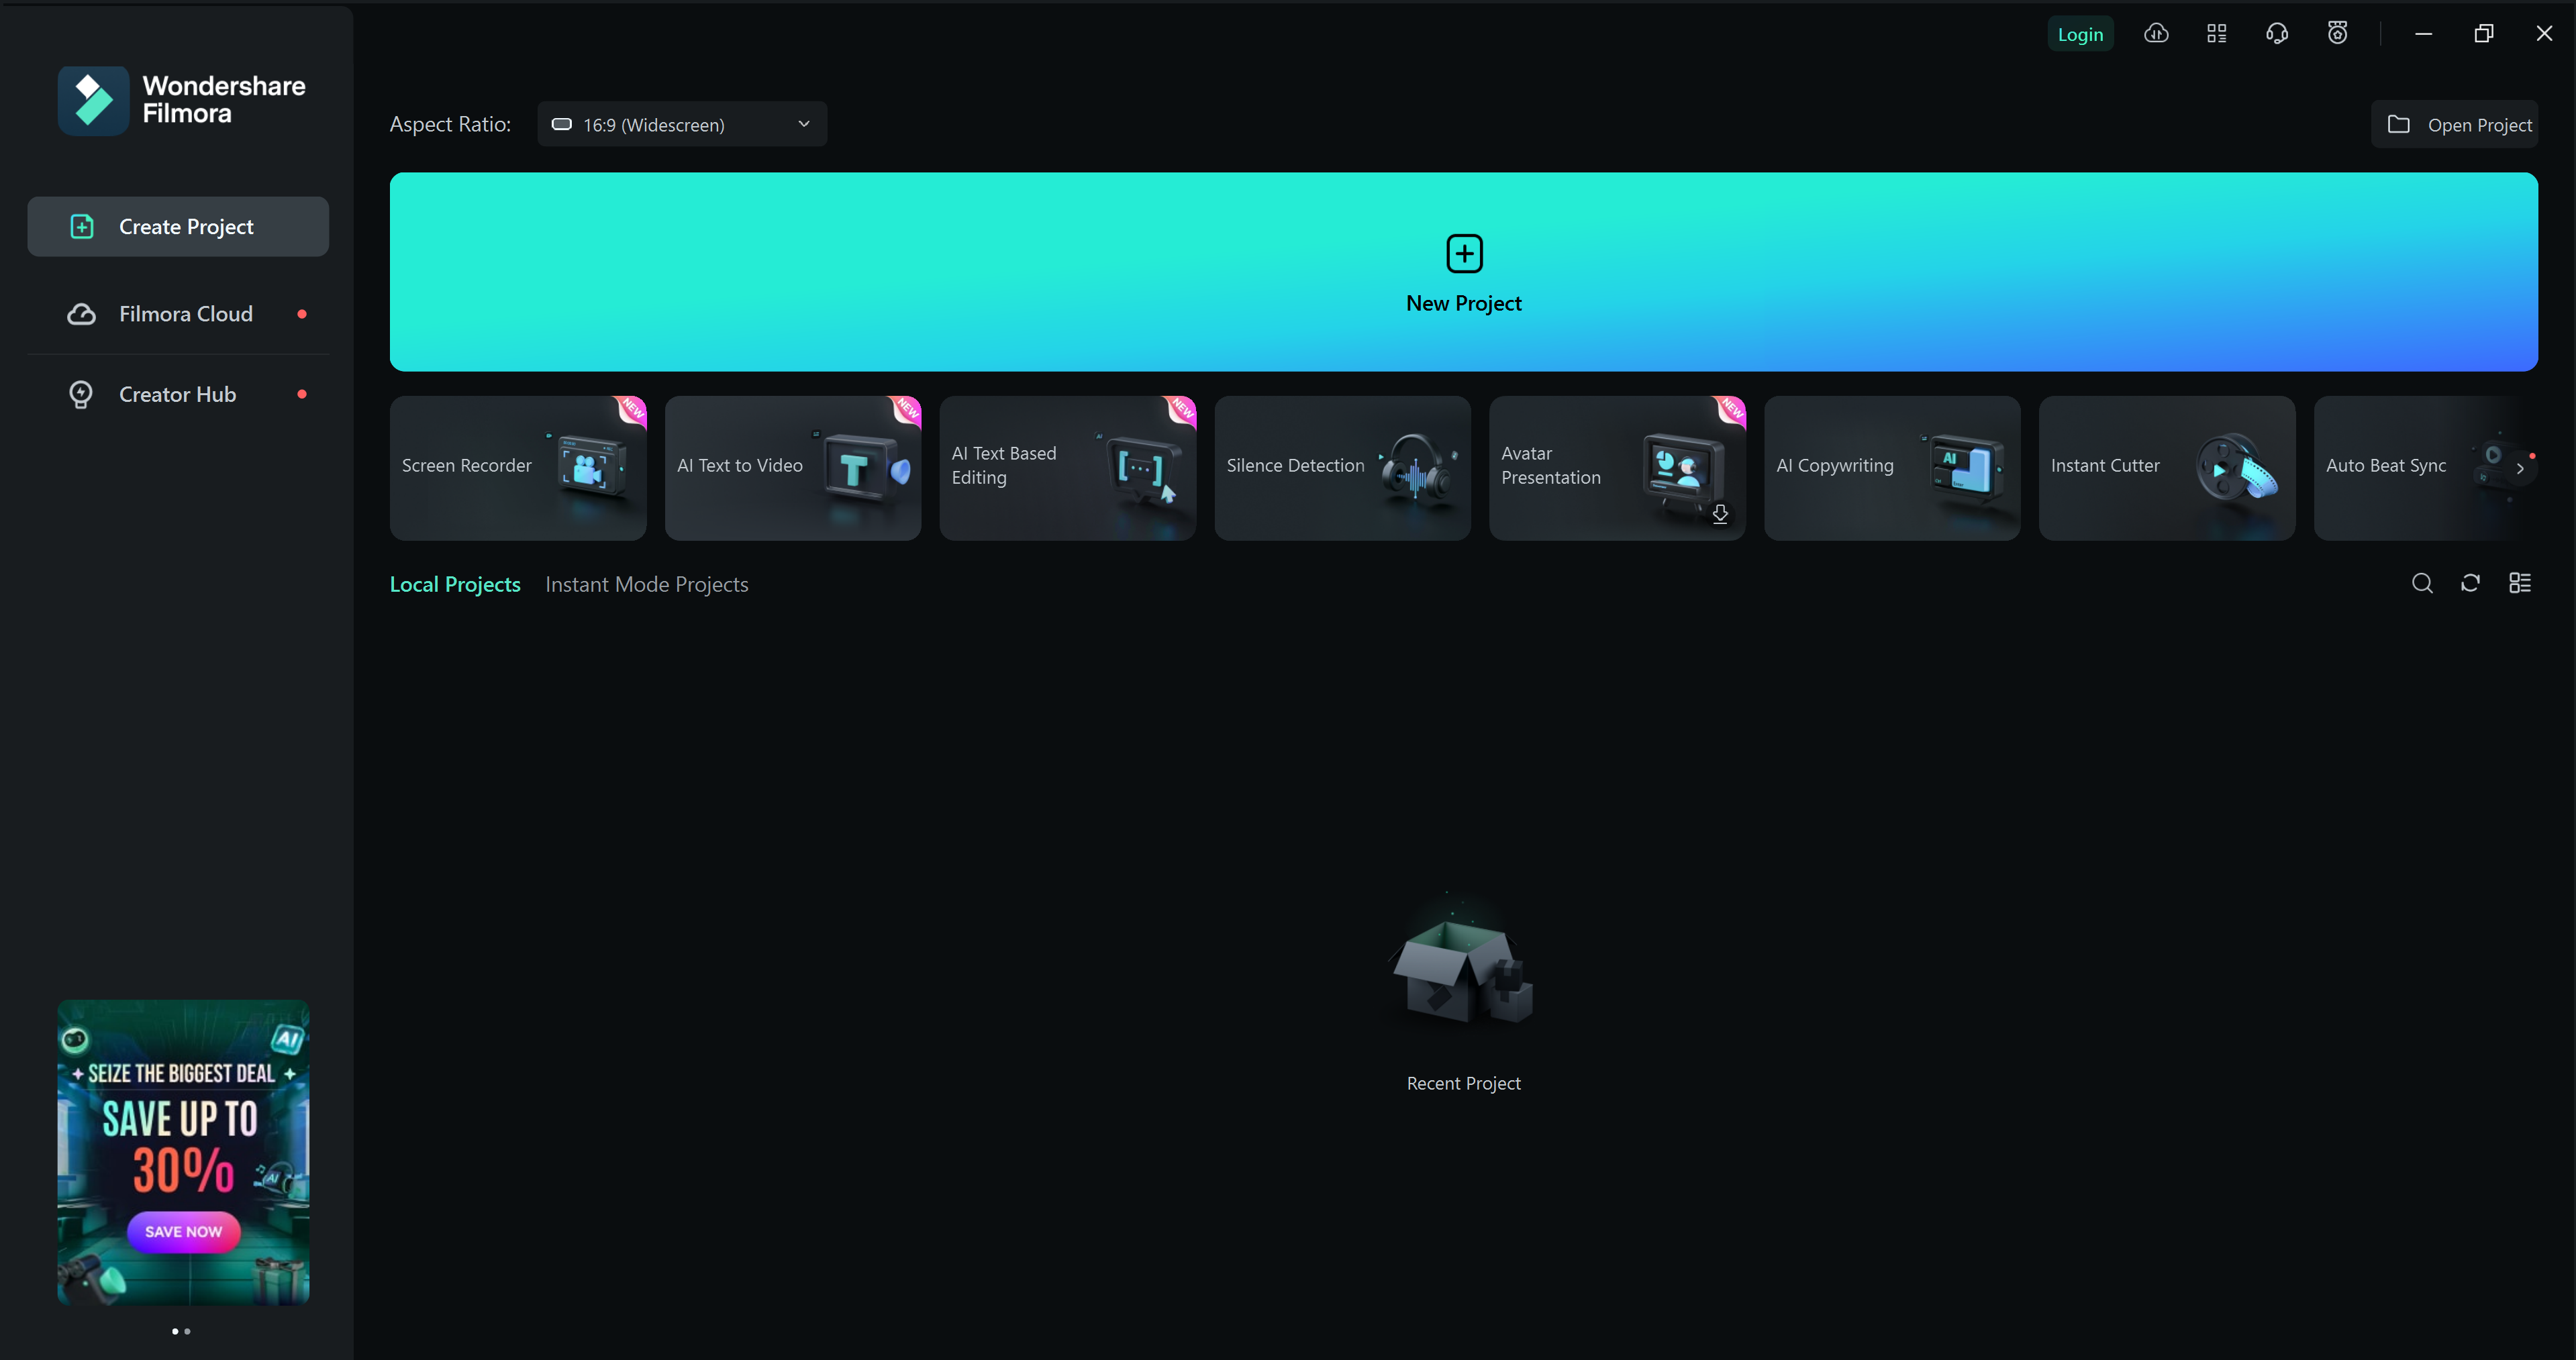 Login
Wondershare
Filmora
Aspect Ratio:
16:9 (Widescreen)
Open Project
Create Project
Filmora Cloud
Creator Hub
New Project
Screen Recorder
NEW
AI Text to Video
NEW
AI Text Based
Editing
NEW
Silence Detection
Avatar
Presentation
NEW
AI Copywriting
AI
Instant Cutter
Auto Beat Sync
Local Projects
Instant Mode Projects
Recent Project
AI
SEIZE THE BIGGEST DEAL
SAVE UP TO
30%
AI
SAVE NOW